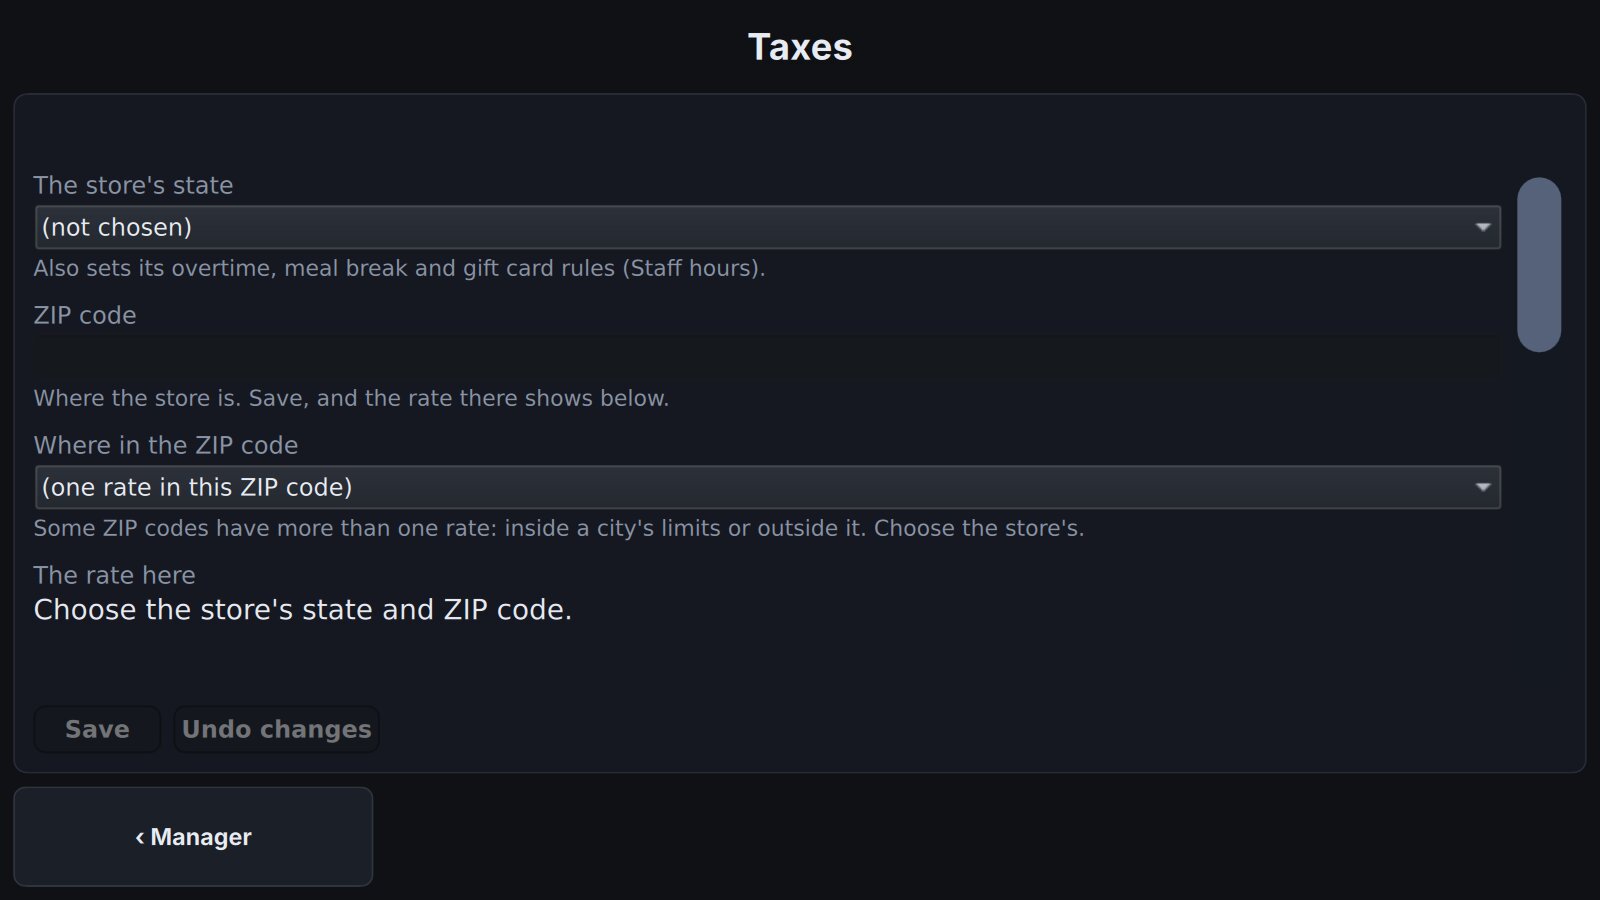 Taxes
The store's state
(not chosen)
Also sets its overtime, meal break and gift card rules (Staff hours).
ZIP code
Where the store is. Save, and the rate there shows below.
Where in the ZIP code
(one rate in this ZIP code)
Some ZIP codes have more than one rate: inside a city's limits or outside it. Choose the store's.
The rate here
Choose the store's state and ZIP code.
Save
Undo changes
‹ Manager